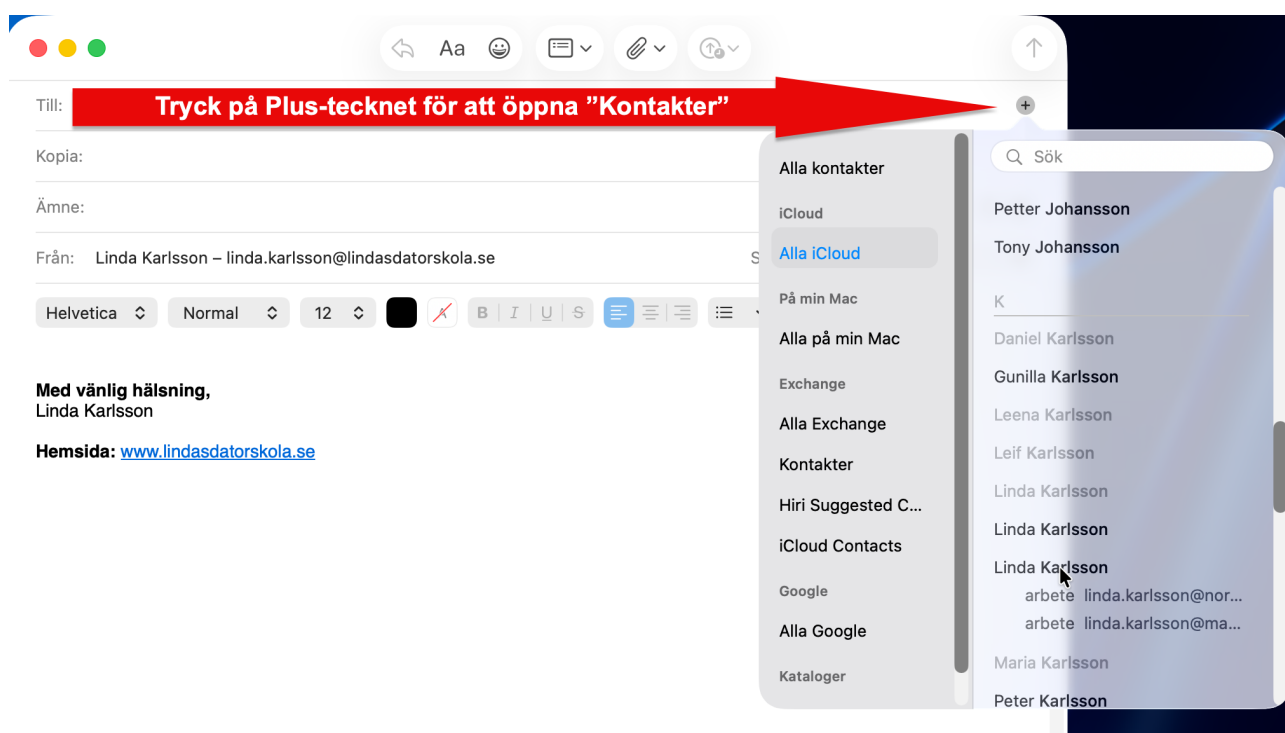 Aa
Till:
Tryck på Plus-tecknet för att öppna ”Kontakter”
Kopia:
Ämne:
Från: Linda Karlsson – linda.karlsson@lindasdatorskola.se
S
Helvetica
Normal
12
B I U S
Med vänlig hälsning,
Linda Karlsson
Hemsida: www.lindasdatorskola.se
Alla kontakter
iCloud
Alla iCloud
På min Mac
Alla på min Mac
Exchange
Alla Exchange
Kontakter
Hiri Suggested C...
iCloud Contacts
Google
Alla Google
Kataloger
Sök
Petter Johansson
Tony Johansson
K
Daniel Karlsson
Gunilla Karlsson
Leena Karlsson
Leif Karlsson
Linda Karlsson
Linda Karlsson
Linda Karlsson
arbete linda.karlsson@nor...
arbete linda.karlsson@ma...
Maria Karlsson
Peter Karlsson